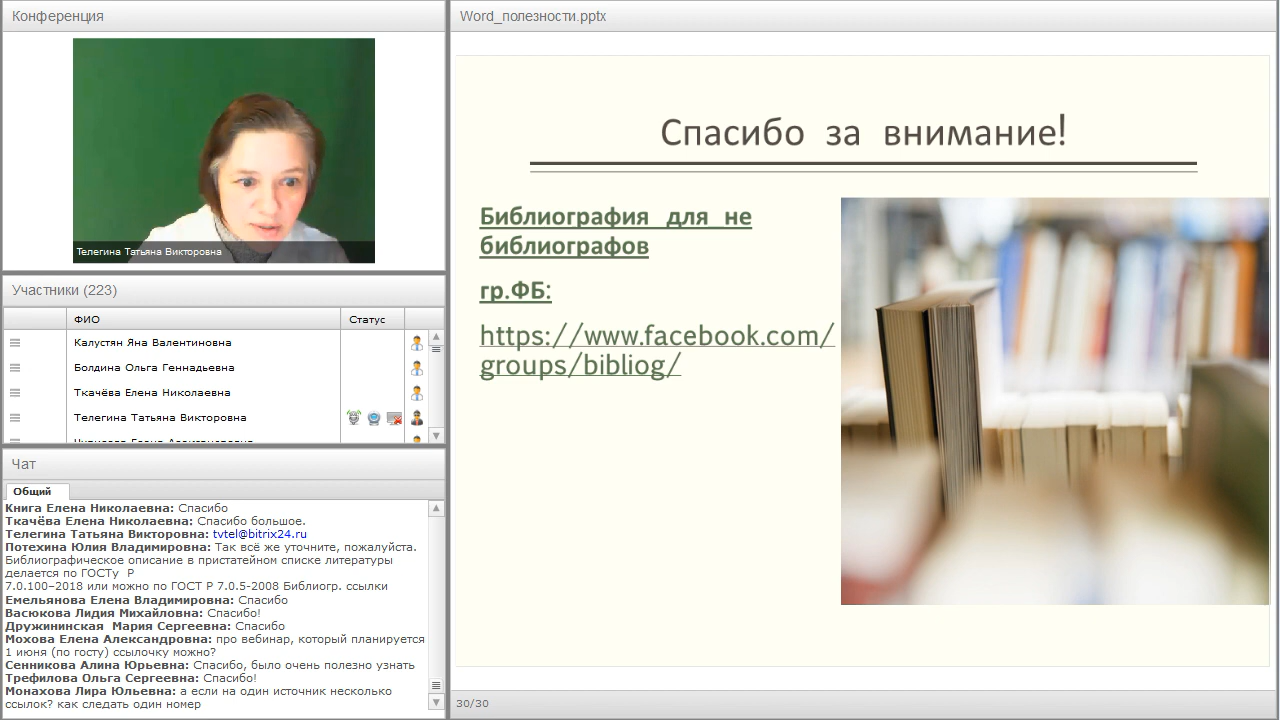 Конференция
Телегина Татьяна Викторовна
Участники (223)
ФИО
Статус
Калустян Яна Валентиновна
Болдина Ольга Геннадьевна
Ткачёва Елена Николаевна
Телегина Татьяна Викторовна
Чат
Общий
Книга Елена Николаевна: Спасибо
Ткачёва Елена Николаевна: Спасибо большое.
Телегина Татьяна Викторовна: tvtel@bitrix24.ru
Потехина Юлия Владимировна: Так всё же уточните, пожалуйста.
Библиографическое описание в пристатейном списке литературы
делается по ГОСТу Р
7.0.100–2018 или можно по ГОСТ Р 7.0.5-2008 Библиогр. ссылки
Емельянова Елена Владимировна: Спасибо
Васюкова Лидия Михайловна: Спасибо!
Дружининская Мария Сергеевна: Спасибо
Мохова Елена Александровна: про вебинар, который планируется
1 июня (по госту) ссылочку можно?
Сенникова Алина Юрьевна: Спасибо, было очень полезно узнать
Трефилова Ольга Сергеевна: Спасибо!
Монахова Лира Юльевна: а если на один источник несколько
ссылок? как следать один номер
Word_полезности.pptx
Спасибо за внимание!
Библиография для не
библиографов
гр.ФБ:
https://www.facebook.com/
groups/bibliog/
30/30